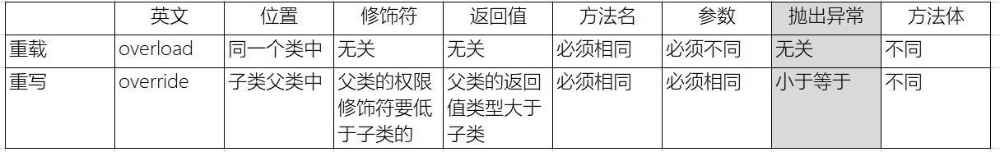 英文 位置 修饰符 返回值 方法名 参数 抛出异常 方法体
重载 overload 同一个类中 无关 无关 必须相同 必须不同 无关 不同
重写 override 子类父类中 父类的权限 父类的返回 必须相同 必须相同 小于等于 不同
修饰符要低 值类型大于
于子类的 子类